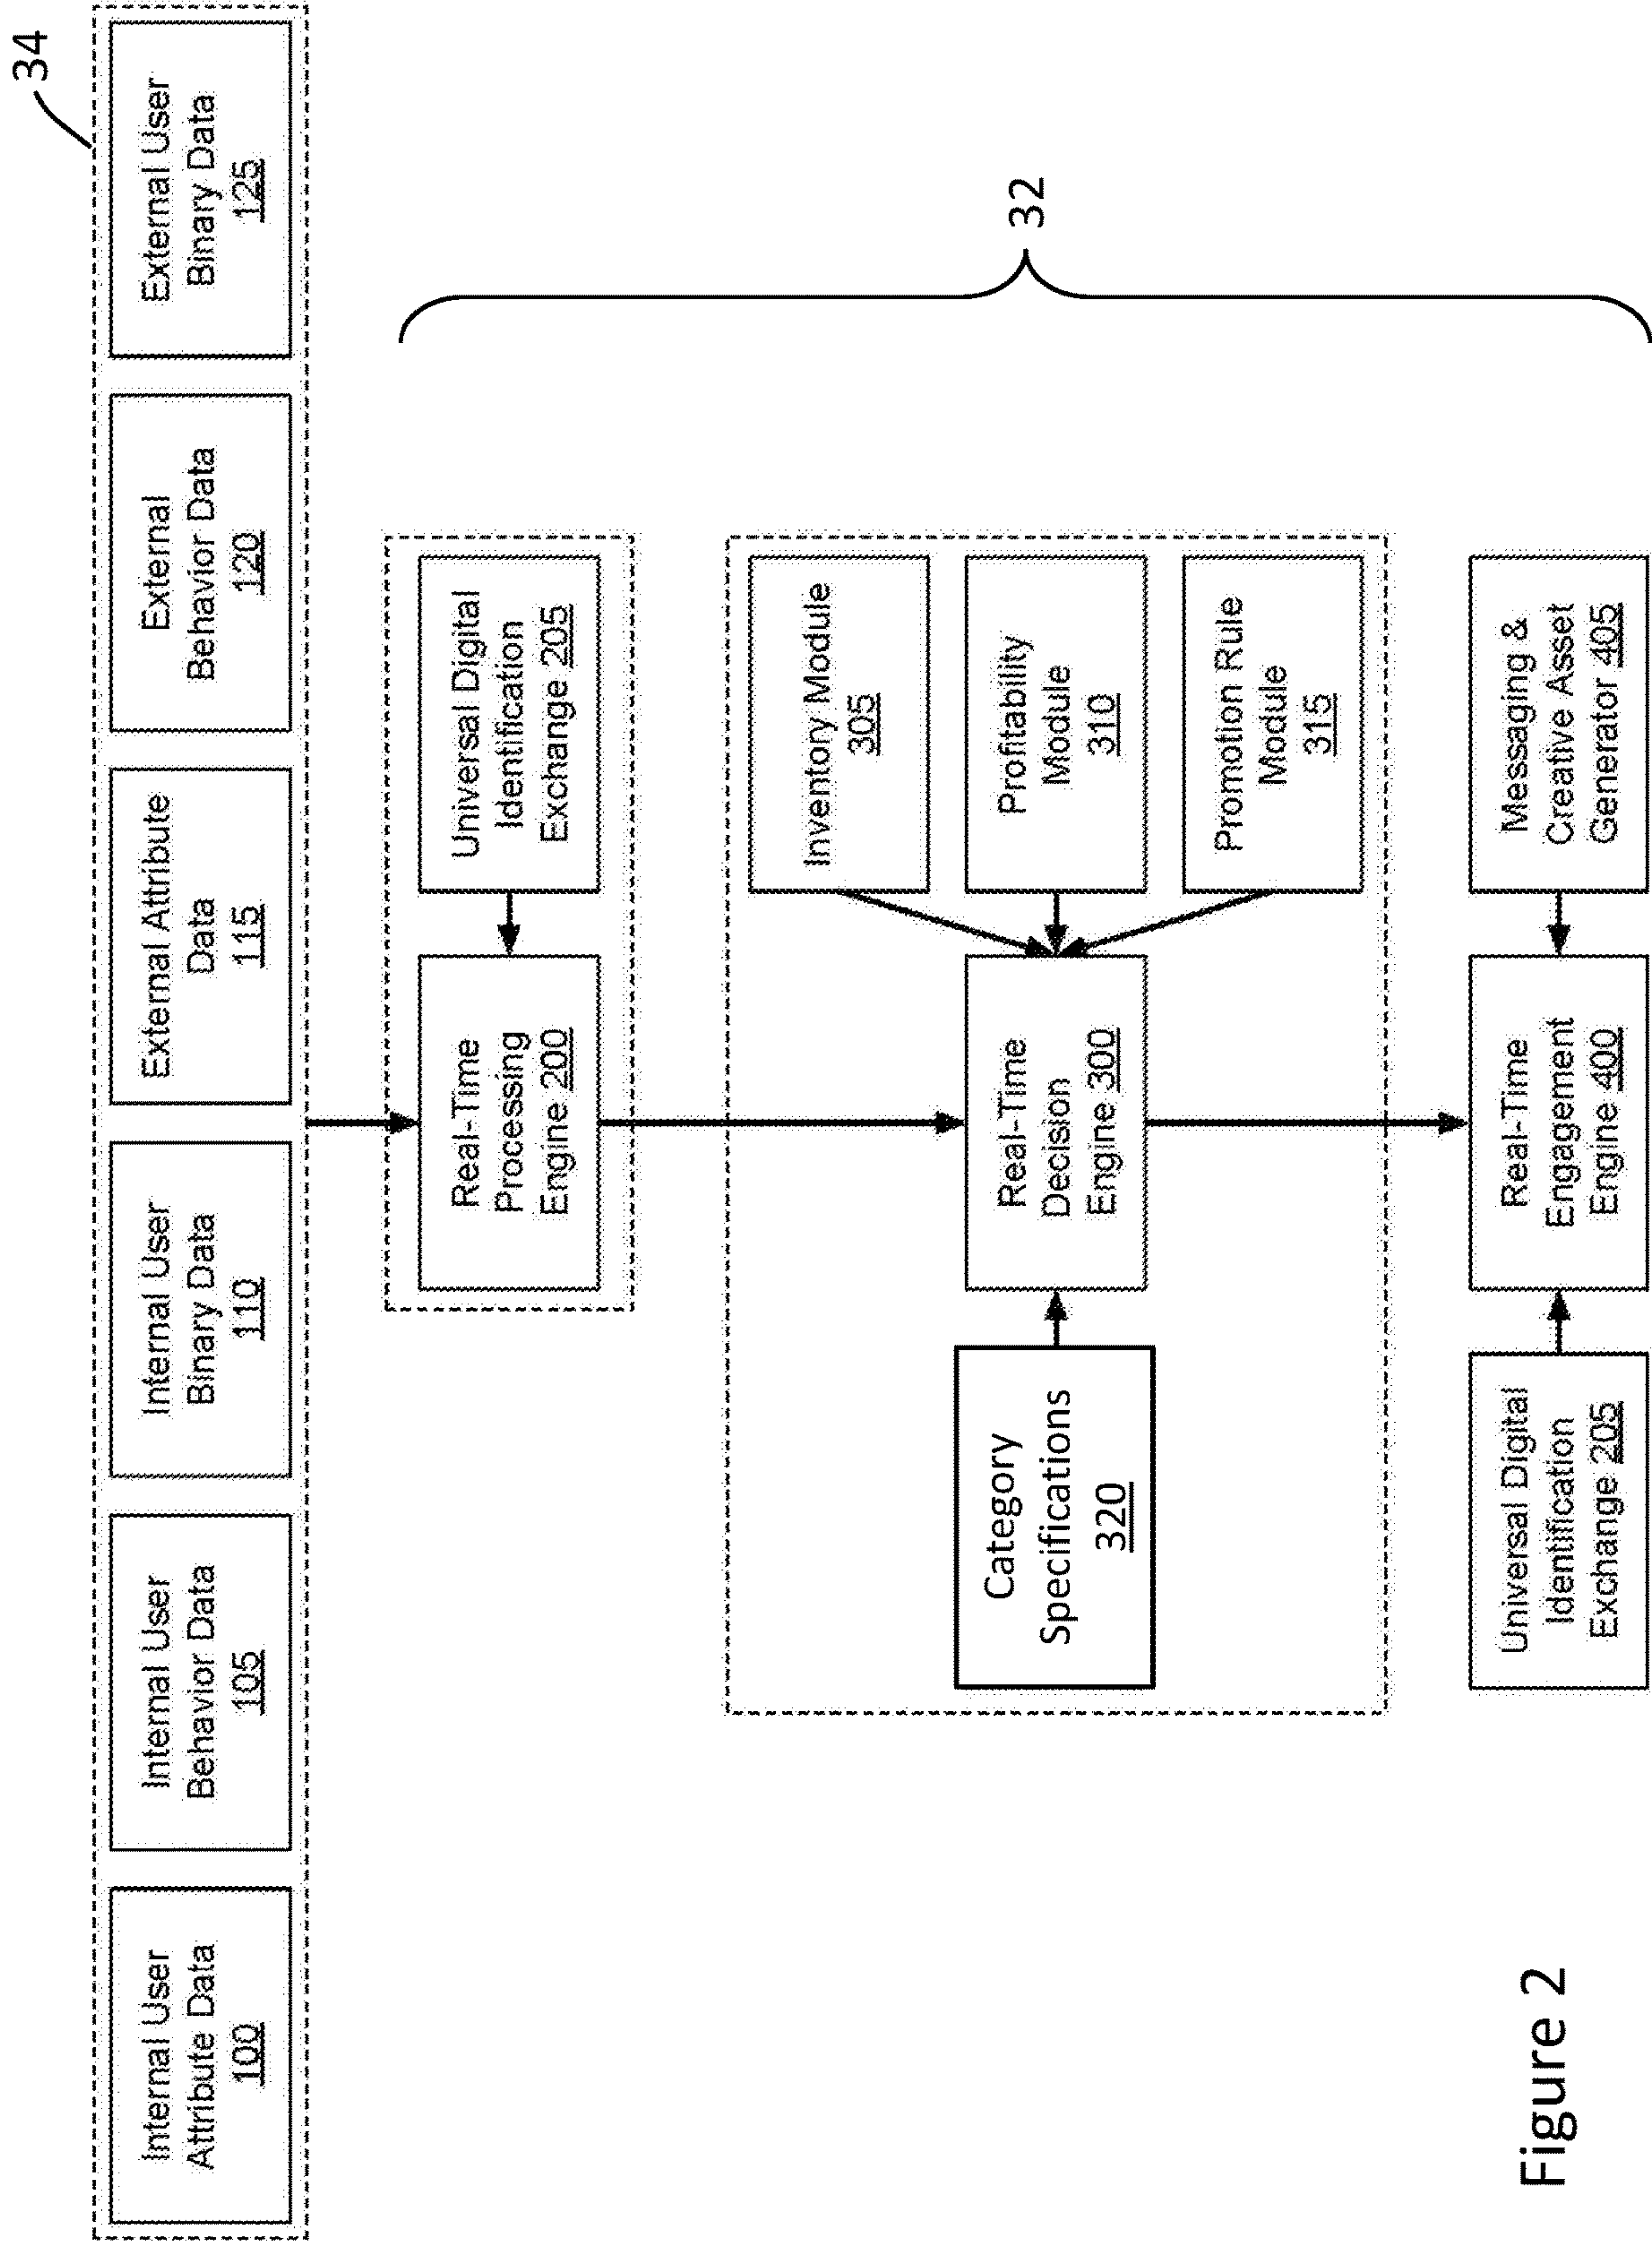 34
Internal User
Attribute Data
100
Internal User
Behavior Data
105
Internal User
Binary Data
110
External Attribute
Data
115
External
Behavior Data
120
External User
Binary Data
125
Real-Time
Processing
Engine 200
Universal Digital
Identification
Exchange 205
32
Category
Specifications
320
Real-Time
Decision
Engine 300
Inventory Module
305
Profitability
Module
310
Promotion Rule
Module
315
Universal Digital
Identification
Exchange 205
Real-Time
Engagement
Engine 400
Messaging &
Creative Asset
Generator 405
Figure 2